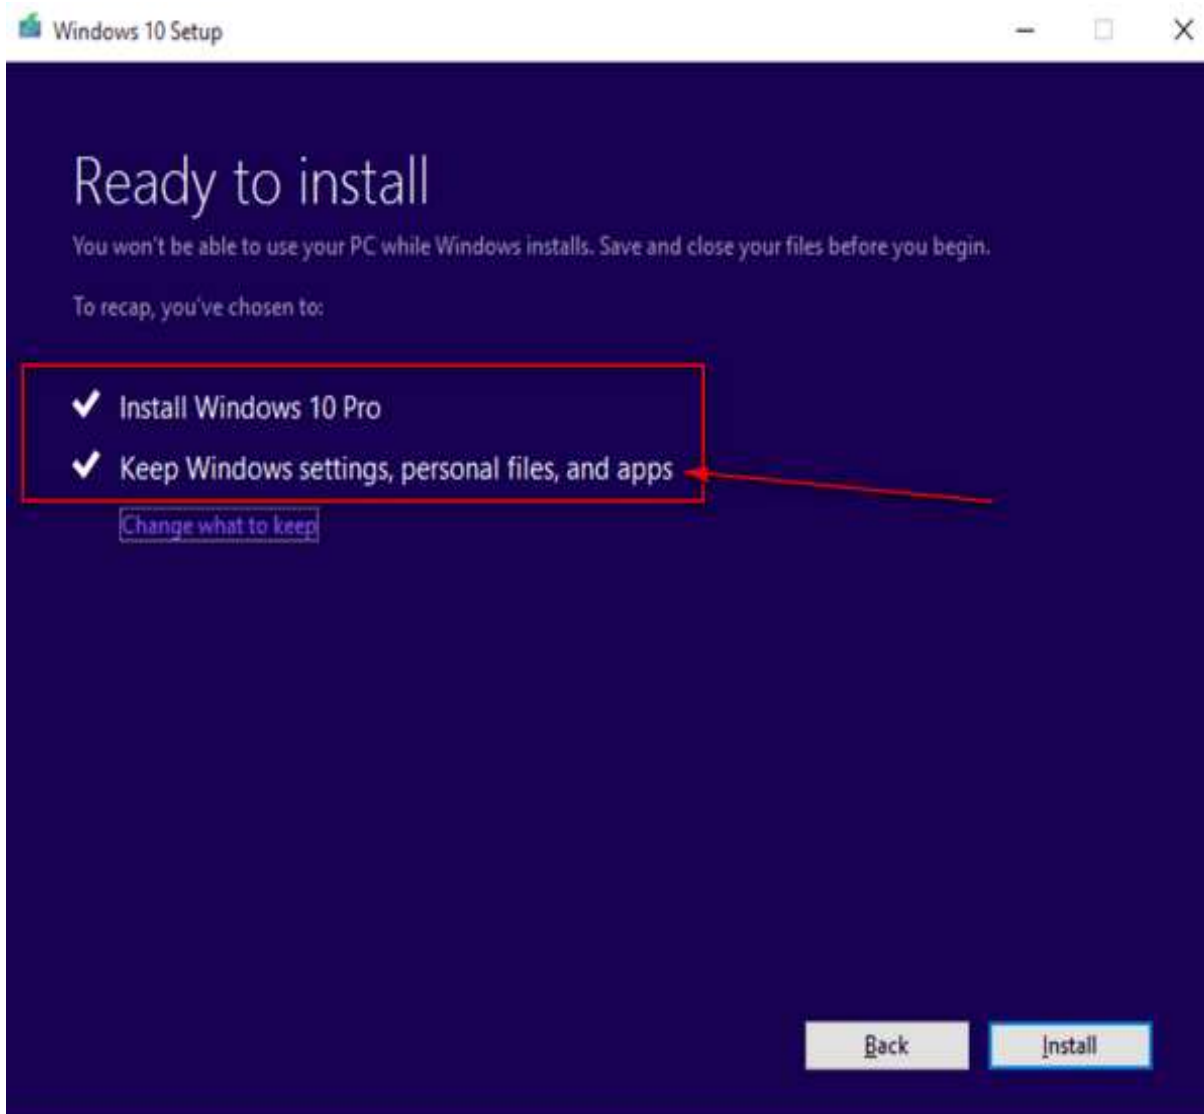 Windows 10 Setup
Ready to install
You won't be able to use your PC while Windows installs. Save and close your files before you begin.
To recap, you've chosen to:
Install Windows 10 Pro
Keep Windows settings, personal files, and apps
Change what to keep
Back
Install